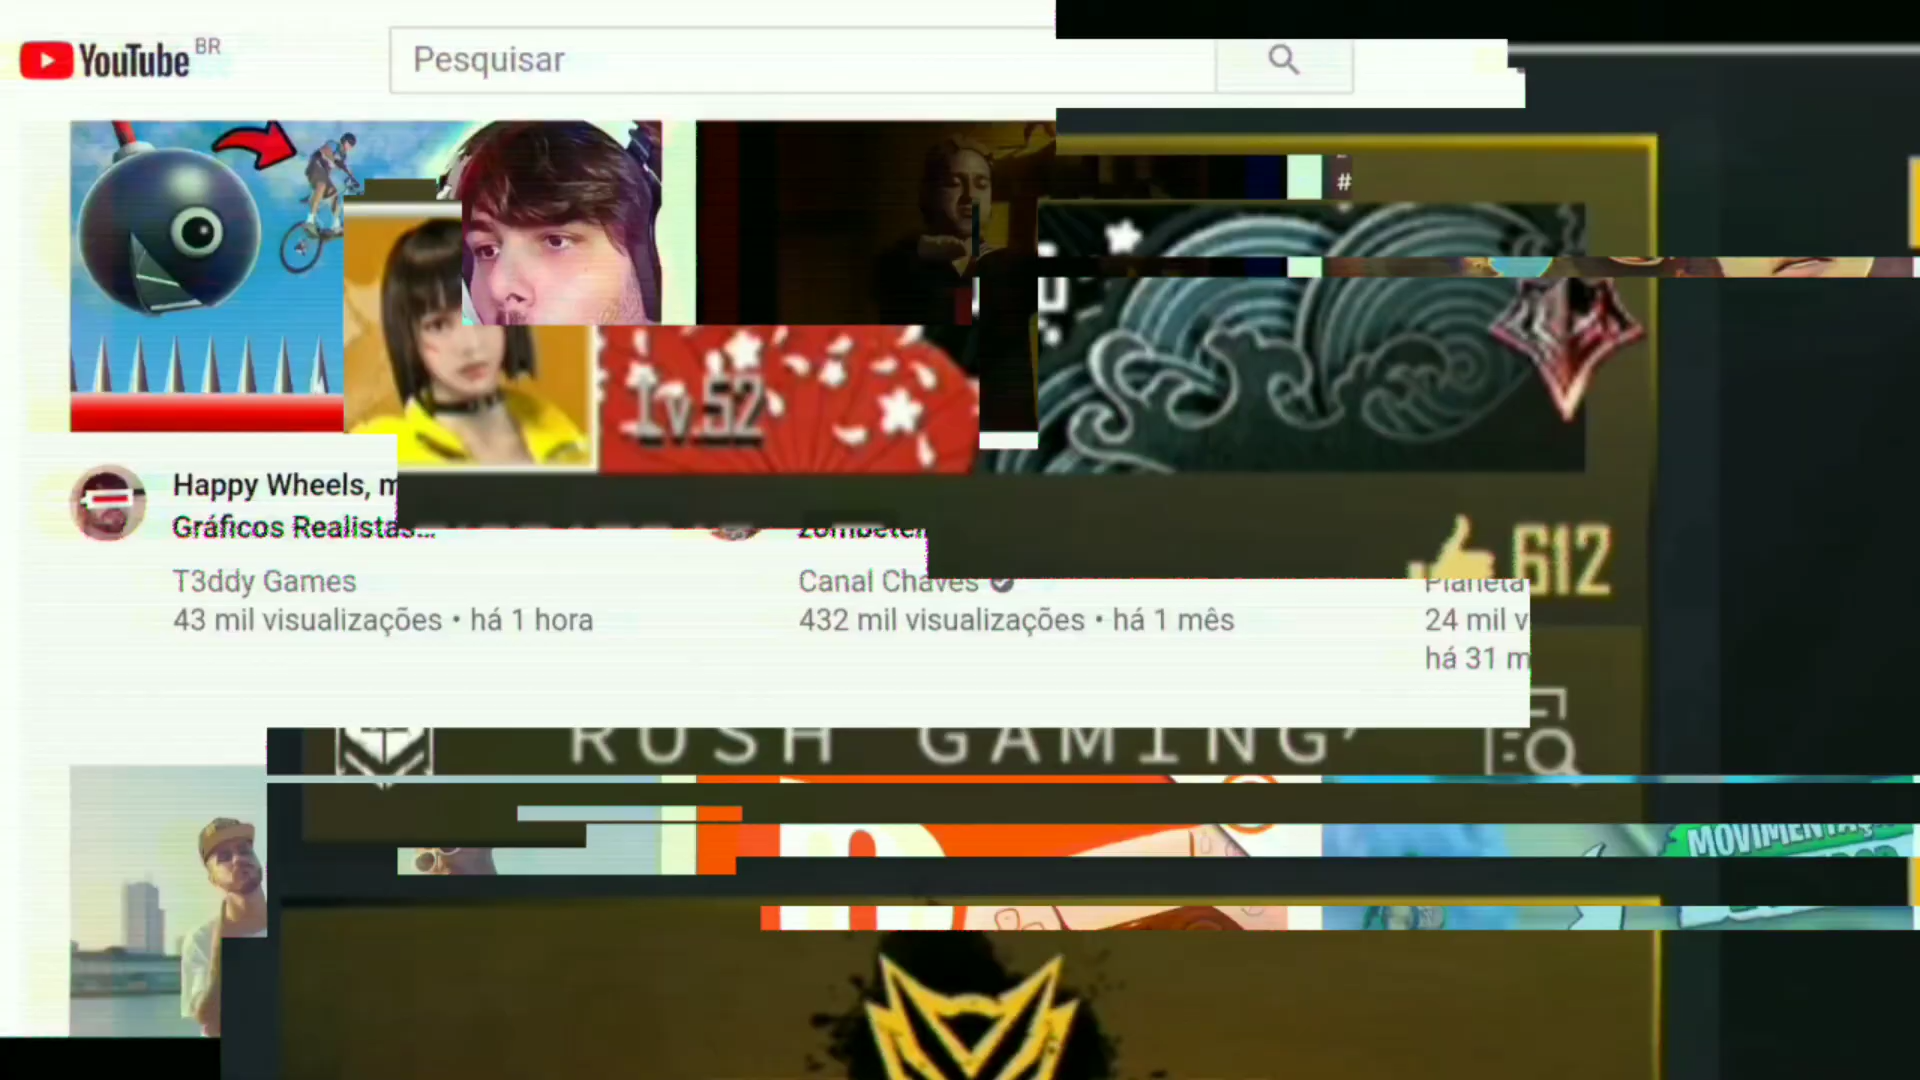 YouTube BR
Pesquisar
#
Lv.52
Happy Wheels,
Gráficos Realistas...
T3ddy Games
43 mil visualizações • há 1 hora
Canal Chaves
432 mil visualizações • há 1 mês
612
Planeta
24 mil
há 31
RUSH GAMING